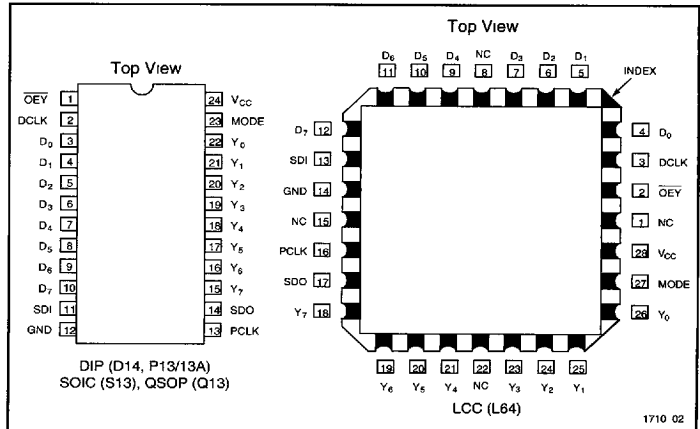 Top View
OEY 1
DCLK 2
D0 3
D1 4
D2 5
D3 6
D4 7
D5 8
D6 9
D7 10
SDI 11
GND 12
24 VCC
23 MODE
22 Y0
21 Y1
20 Y2
19 Y3
18 Y4
17 Y5
16 Y6
15 Y7
14 SDO
13 PCLK
DIP (D14, P13/13A)
SOIC (S13), QSOP (Q13)
Top View
D6 D5 D4 NC D3 D2 D1
11 10 9 8 7 6 5
INDEX
D7 12
SDI 13
GND 14
NC 15
PCLK 16
SDO 17
Y7 18
4 D0
3 DCLK
2 OEY
1 NC
28 VCC
27 MODE
26 Y0
19 20 21 22 23 24 25
Y6 Y5 Y4 NC Y3 Y2 Y1
LCC (L64)
1710 02